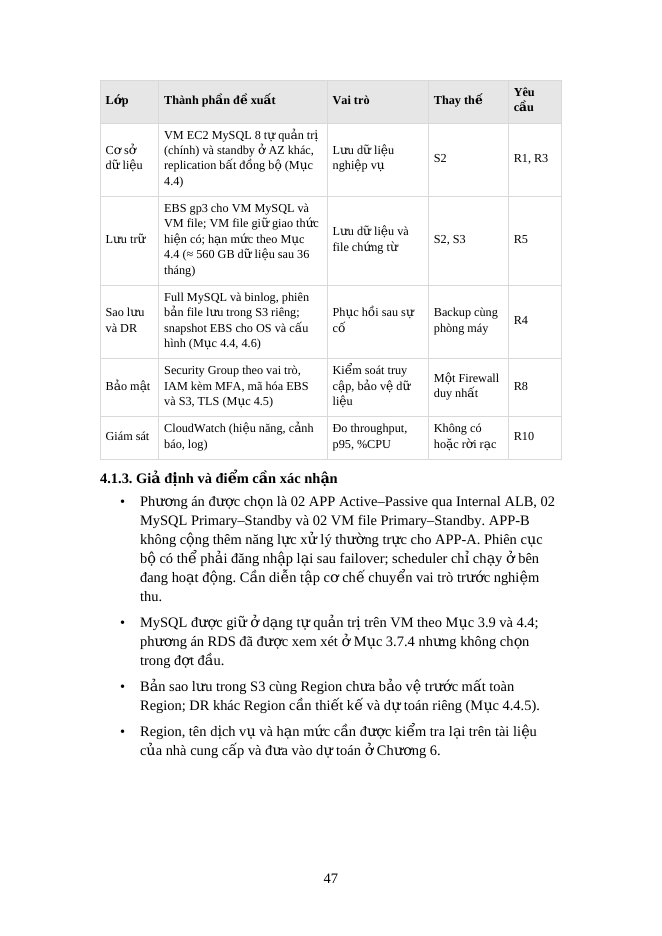 Lớp
Thành phần đề xuất
Vai trò
Thay thế
Yêu
cầu
Cơ sở
dữ liệu
VM EC2 MySQL 8 tự quản trị
(chính) và standby ở AZ khác,
replication bất đồng bộ (Mục
4.4)
Lưu dữ liệu
nghiệp vụ
S2
R1, R3
Lưu trữ
EBS gp3 cho VM MySQL và
VM file; VM file giữ giao thức
hiện có; hạn mức theo Mục
4.4 (≈ 560 GB dữ liệu sau 36
tháng)
Lưu dữ liệu và
file chứng từ
S2, S3
R5
Sao lưu
và DR
Full MySQL và binlog, phiên
bản file lưu trong S3 riêng;
snapshot EBS cho OS và cấu
hình (Mục 4.4, 4.6)
Phục hồi sau sự
cố
Backup cùng
phòng máy
R4
Bảo mật
Security Group theo vai trò,
IAM kèm MFA, mã hóa EBS
và S3, TLS (Mục 4.5)
Kiểm soát truy
cập, bảo vệ dữ
liệu
Một Firewall
duy nhất
R8
Giám sát
CloudWatch (hiệu năng, cảnh
báo, log)
Đo throughput,
p95, %CPU
Không có
hoặc rời rạc
R10
4.1.3. Giả định và điểm cần xác nhận
• Phương án được chọn là 02 APP Active–Passive qua Internal ALB, 02
MySQL Primary–Standby và 02 VM file Primary–Standby. APP-B
không cộng thêm năng lực xử lý thường trực cho APP-A. Phiên cục
bộ có thể phải đăng nhập lại sau failover; scheduler chỉ chạy ở bên
đang hoạt động. Cần diễn tập cơ chế chuyển vai trò trước nghiệm
thu.
• MySQL được giữ ở dạng tự quản trị trên VM theo Mục 3.9 và 4.4;
phương án RDS đã được xem xét ở Mục 3.7.4 nhưng không chọn
trong đợt đầu.
• Bản sao lưu trong S3 cùng Region chưa bảo vệ trước mất toàn
Region; DR khác Region cần thiết kế và dự toán riêng (Mục 4.4.5).
• Region, tên dịch vụ và hạn mức cần được kiểm tra lại trên tài liệu
của nhà cung cấp và đưa vào dự toán ở Chương 6.
47